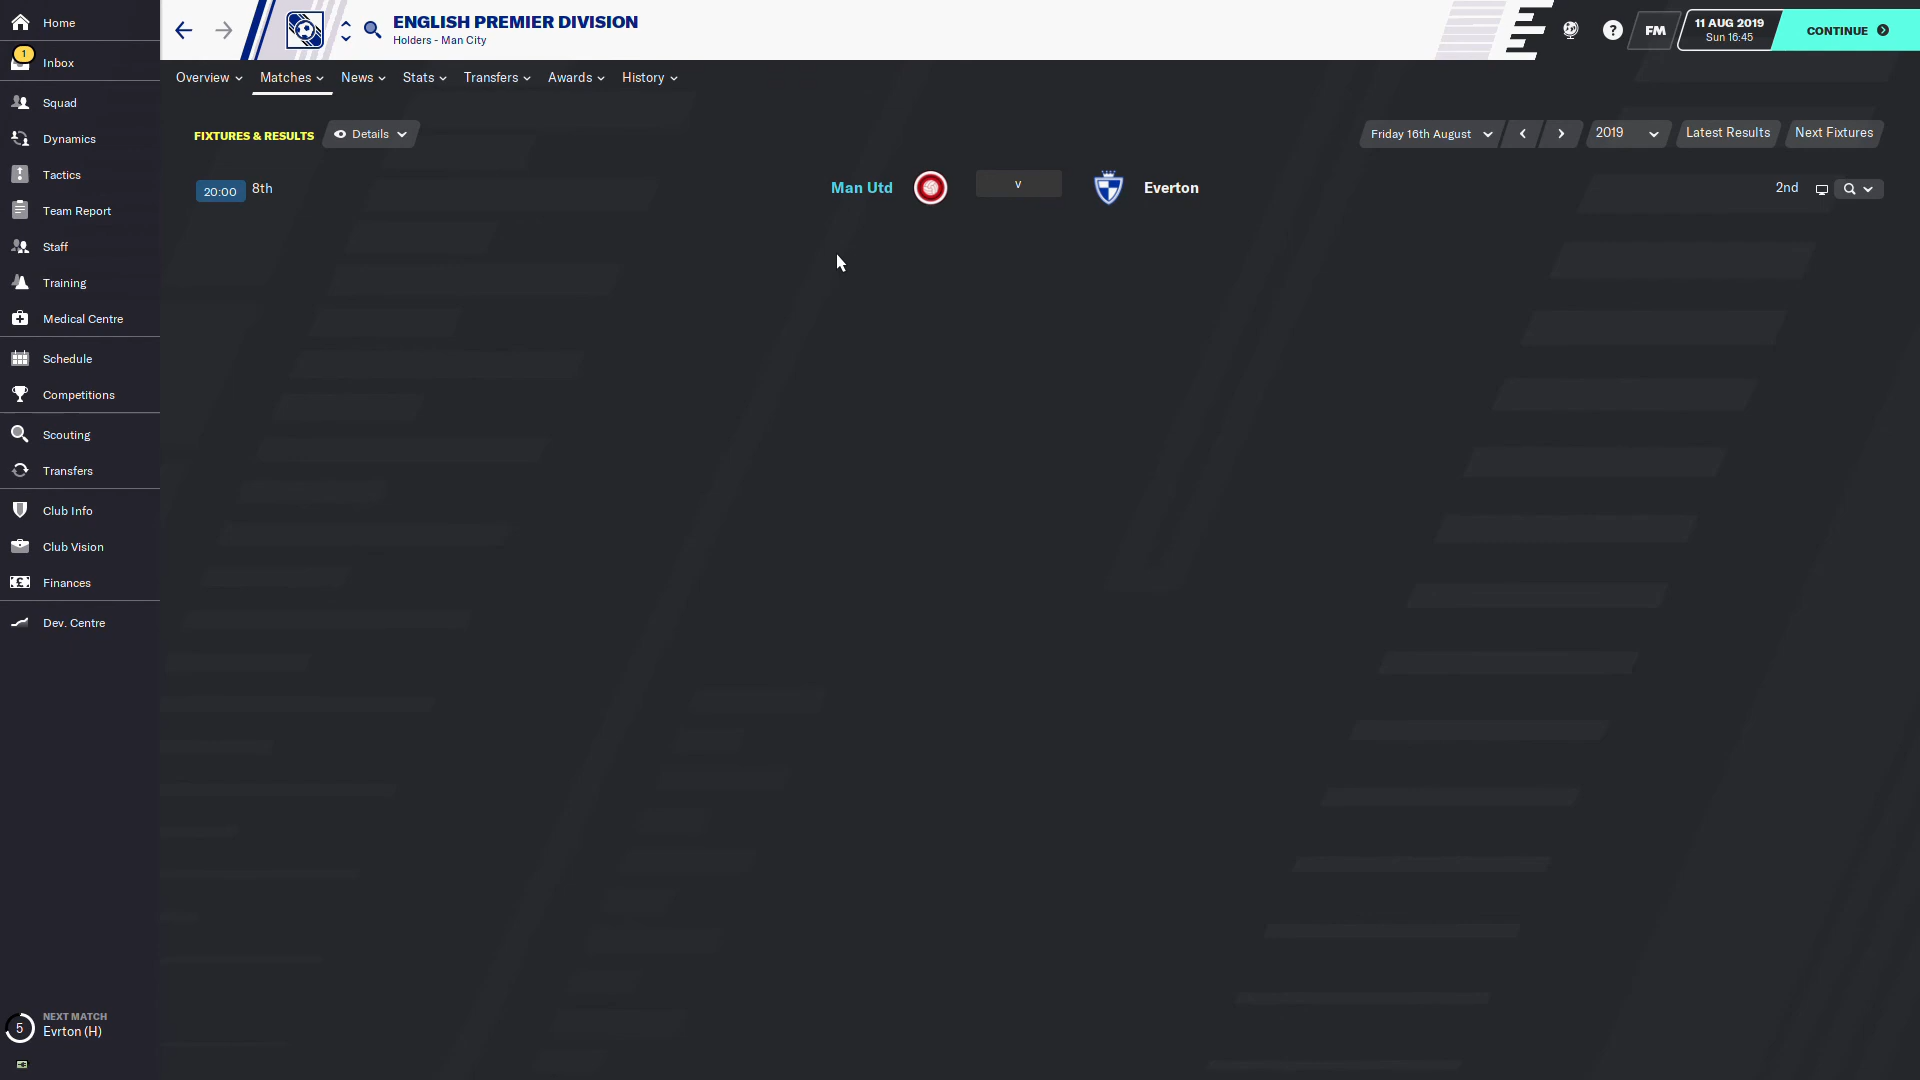 Home
ENGLISH PREMIER DIVISION
Holders - Man City
FM
11 AUG 2019
Sun 16:45
CONTINUE
1
Inbox
Overview
Matches
News
Stats
Transfers
Awards
History
Squad
Dynamics
Tactics
Team Report
Staff
Training
Medical Centre
Schedule
Competitions
Scouting
Transfers
Club Info
Club Vision
Finances
Dev. Centre
FIXTURES & RESULTS
Details
Friday 16th August
2019
Latest Results
Next Fixtures
20:00 8th Man Utd v Everton 2nd
5
NEXT MATCH
Evrton (H)